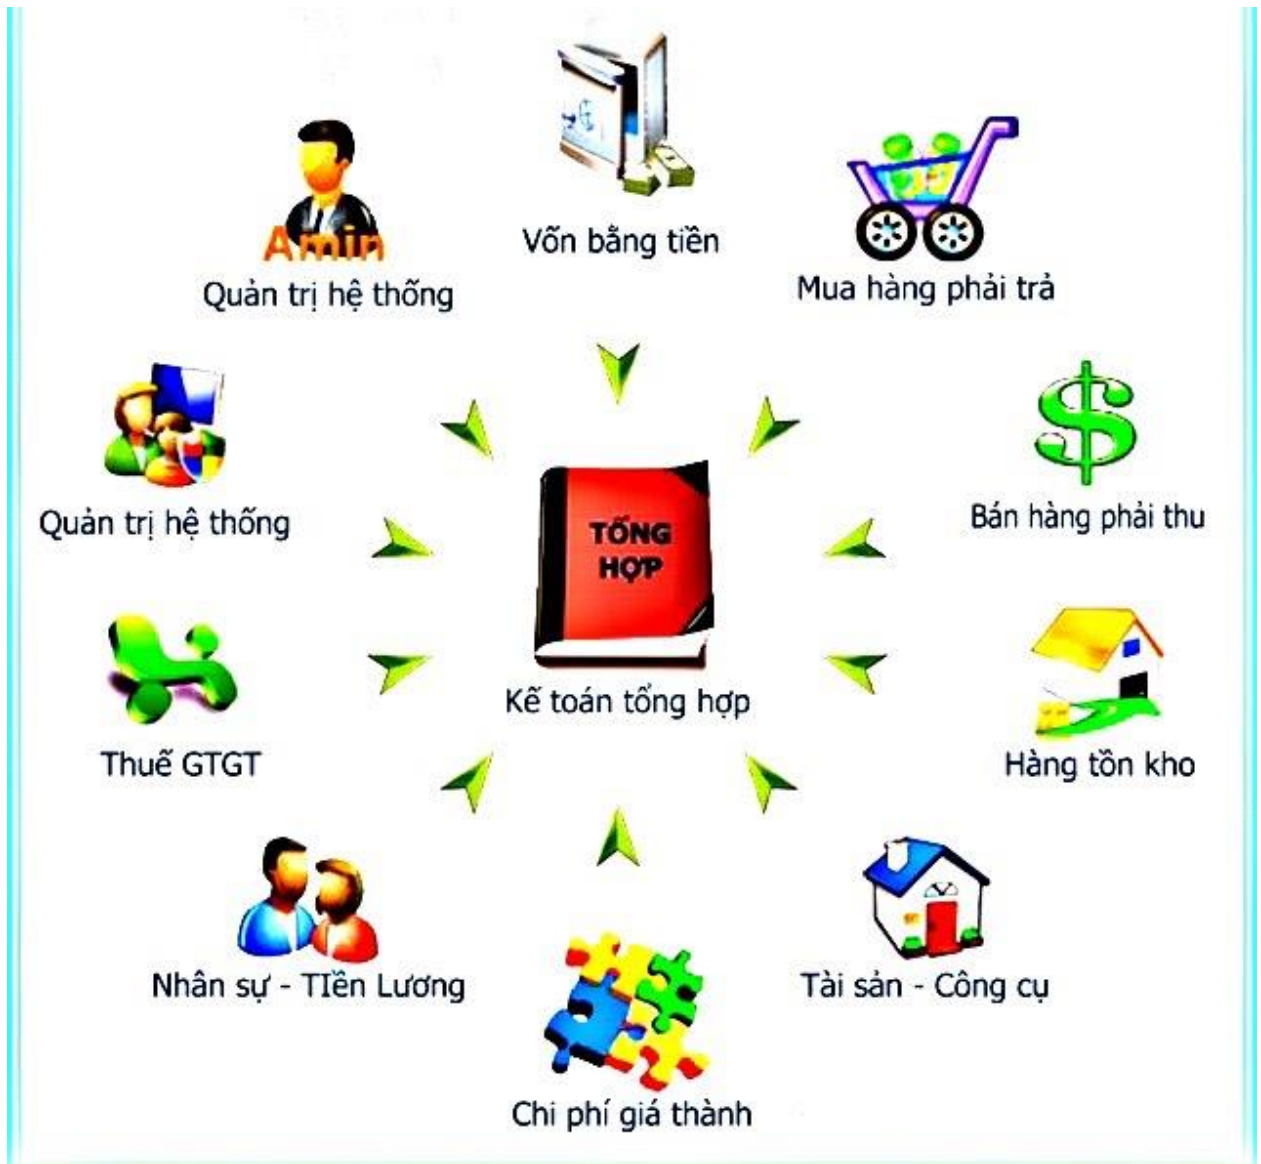 Vốn bằng tiền
Amin
Quản trị hệ thống
Mua hàng phải trả
Quản trị hệ thống
Bán hàng phải thu
TỔNG
HỢP
Kế toán tổng hợp
Thuế GTGT
Hàng tồn kho
Nhân sự - TIền Lương
Tài sản - Công cụ
Chi phí giá thành